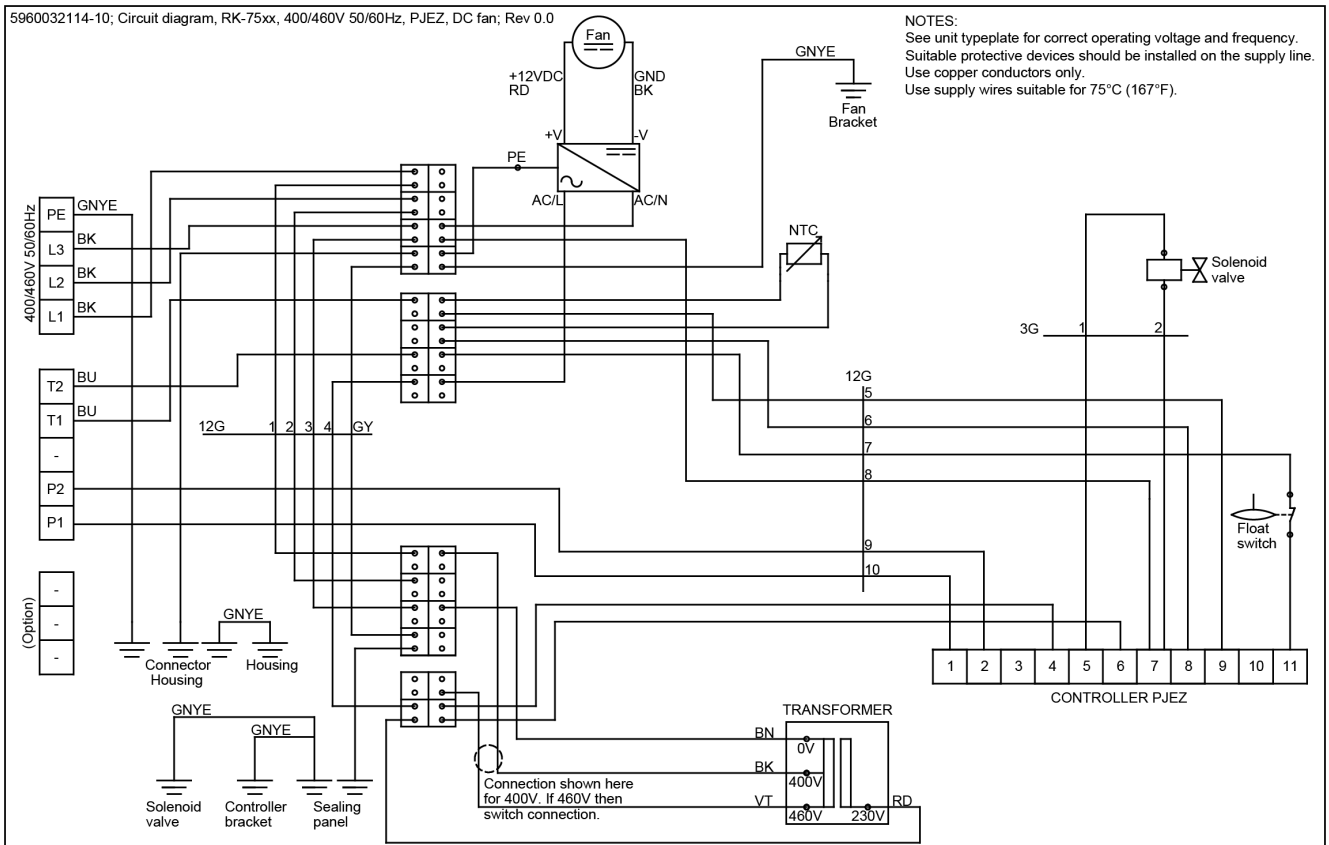 5960032114-10; Circuit diagram, RK-75xx, 400/460V 50/60Hz, PJEZ, DC fan; Rev 0.0
NOTES:
See unit typeplate for correct operating voltage and frequency.
Suitable protective devices should be installed on the supply line.
Use copper conductors only.
Use supply wires suitable for 75°C (167°F).
Fan
+12VDC
RD
GND
BK
GNYE
Fan
Bracket
+V
-V
PE
AC/L
AC/N
400/460V 50/60Hz
PE
GNYE
L3
BK
L2
BK
L1
BK
NTC
Solenoid
valve
3G
1
2
T2
BU
T1
BU
-
P2
P1
12G
1
2
3
4
GY
12G
5
6
7
8
9
10
Float
switch
(Option)
-
-
-
Connector
Housing
GNYE
Housing
1
2
3
4
5
6
7
8
9
10
11
CONTROLLER PJEZ
GNYE
GNYE
Solenoid
valve
Controller
bracket
Sealing
panel
Connection shown here
for 400V. If 460V then
switch connection.
TRANSFORMER
BN
0V
BK
400V
VT
460V
230V
RD